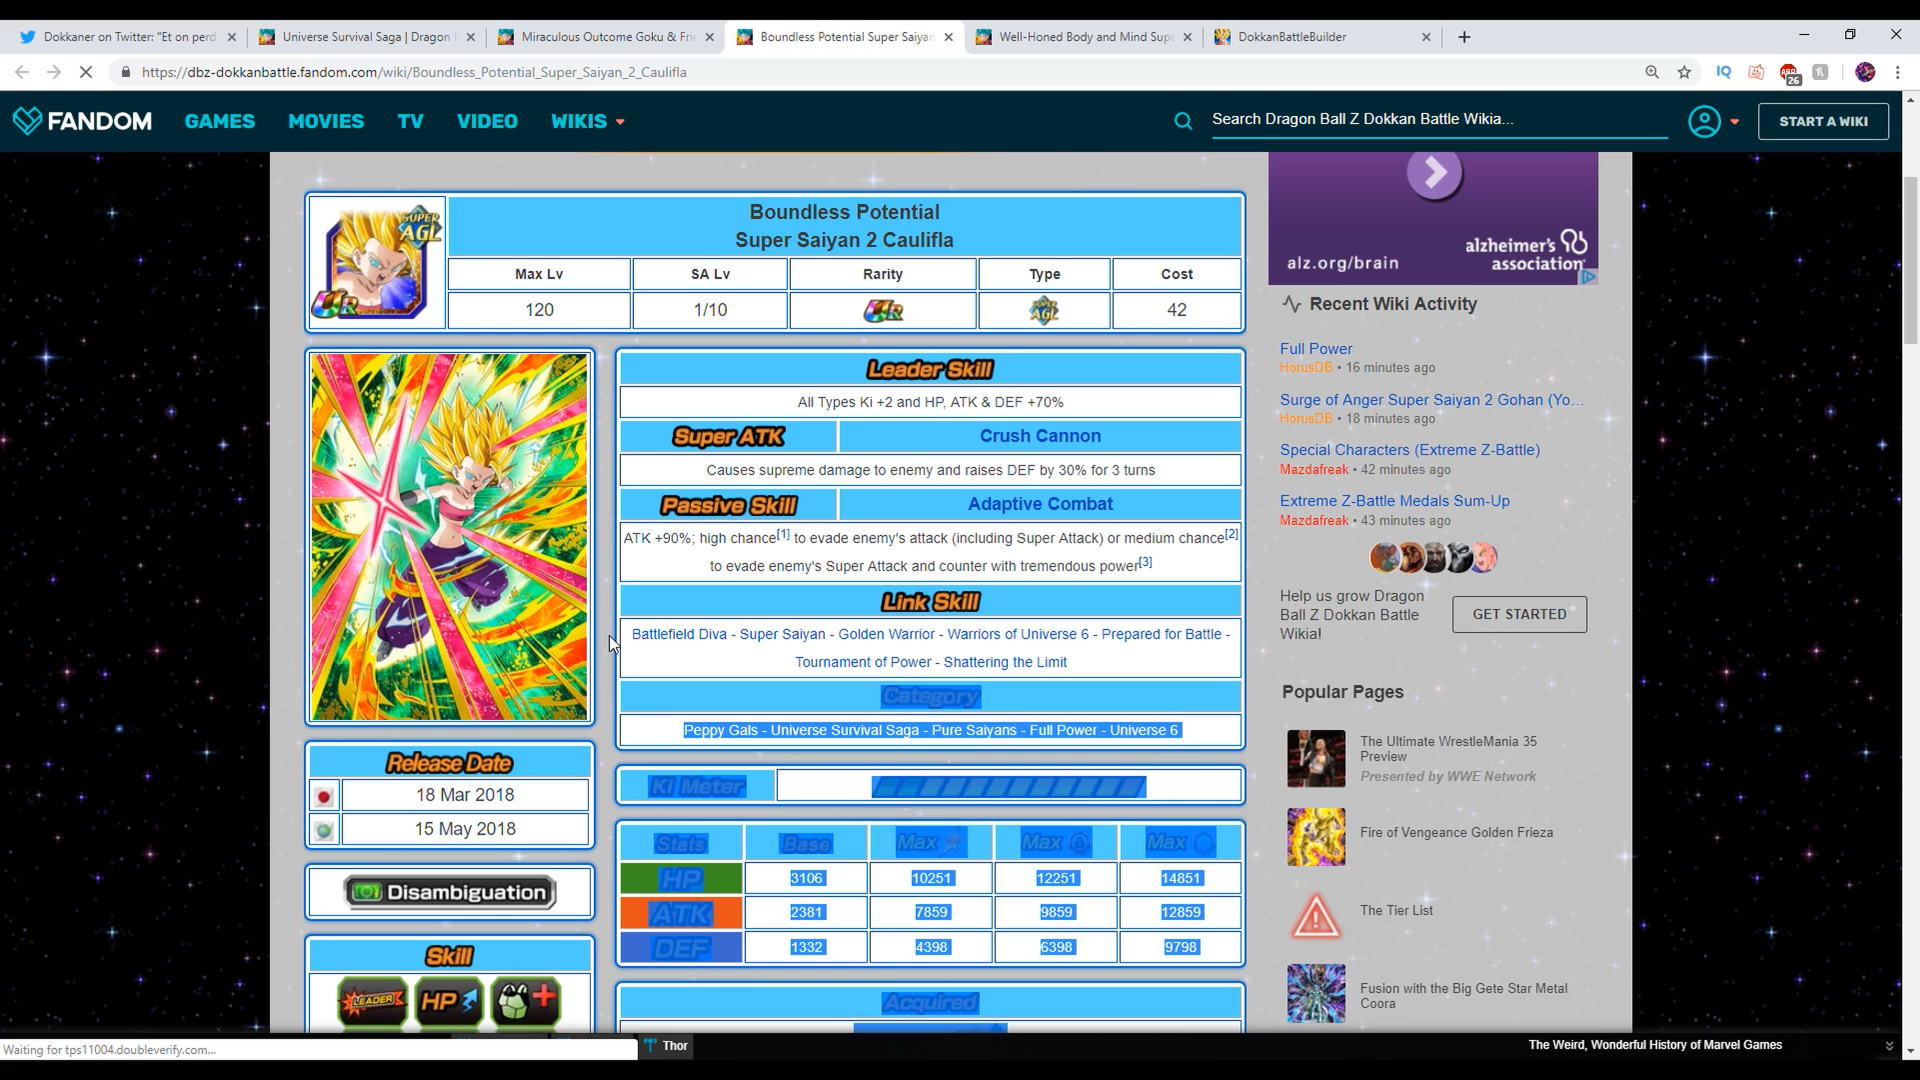 Dokkaner on Twitter: "Et on perd
Universe Survival Saga | Dragon
Miraculous Outcome Goku & Frie
Boundless Potential Super Saiyan
Well-Honed Body and Mind Supe
DokkanBattleBuilder
https://dbz-dokkanbattle.fandom.com/wiki/Boundless_Potential_Super_Saiyan_2_Caulifla
IQ
26
FANDOM
GAMES
MOVIES
TV
VIDEO
WIKIS
Search Dragon Ball Z Dokkan Battle Wikia...
START A WIKI
SUPER AGL
UR
Boundless Potential
Super Saiyan 2 Caulifla
Max Lv
SA Lv
Rarity
Type
Cost
120
1/10
UR
SUPER AGL
42
Leader Skill
All Types Ki +2 and HP, ATK & DEF +70%
Super ATK
Crush Cannon
Causes supreme damage to enemy and raises DEF by 30% for 3 turns
Passive Skill
Adaptive Combat
ATK +90%; high chance[1] to evade enemy's attack (including Super Attack) or medium chance[2]
to evade enemy's Super Attack and counter with tremendous power[3]
Link Skill
Battlefield Diva - Super Saiyan - Golden Warrior - Warriors of Universe 6 - Prepared for Battle -
Tournament of Power - Shattering the Limit
Category
Peppy Gals - Universe Survival Saga - Pure Saiyans - Full Power - Universe 6
Ki Meter
Stats
Base
Max
Max
Max
HP
3106
10251
12251
14851
ATK
2381
7859
9859
12859
DEF
1332
4398
6398
9798
Acquired
Release Date
18 Mar 2018
15 May 2018
Disambiguation
Skill
LEADER
HP
alz.org/brain
alzheimer's
association
Recent Wiki Activity
Full Power
HorusDB • 16 minutes ago
Surge of Anger Super Saiyan 2 Gohan (Yo...
HorusDB • 18 minutes ago
Special Characters (Extreme Z-Battle)
Mazdafreak • 42 minutes ago
Extreme Z-Battle Medals Sum-Up
Mazdafreak • 43 minutes ago
Help us grow Dragon
Ball Z Dokkan Battle
Wikia!
GET STARTED
Popular Pages
The Ultimate WrestleMania 35
Preview
Presented by WWE Network
Fire of Vengeance Golden Frieza
The Tier List
Fusion with the Big Gete Star Metal
Coora
Waiting for tps11004.doubleverify.com...
Thor
The Weird, Wonderful History of Marvel Games